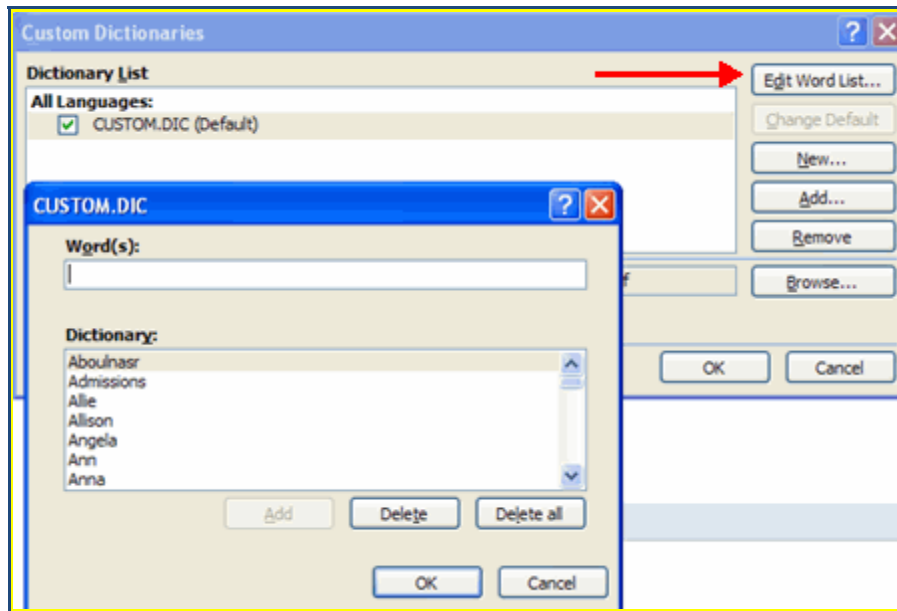 Custom Dictionaries
Dictionary List
All Languages:
CUSTOM.DIC (Default)
Edit Word List...
Change Default
New...
Add...
Remove
Browse...
f
OK Cancel
CUSTOM.DIC
Word(s):
Dictionary:
Aboulnasr
Admissions
Allie
Allison
Angela
Ann
Anna
Add Delete Delete all
OK Cancel